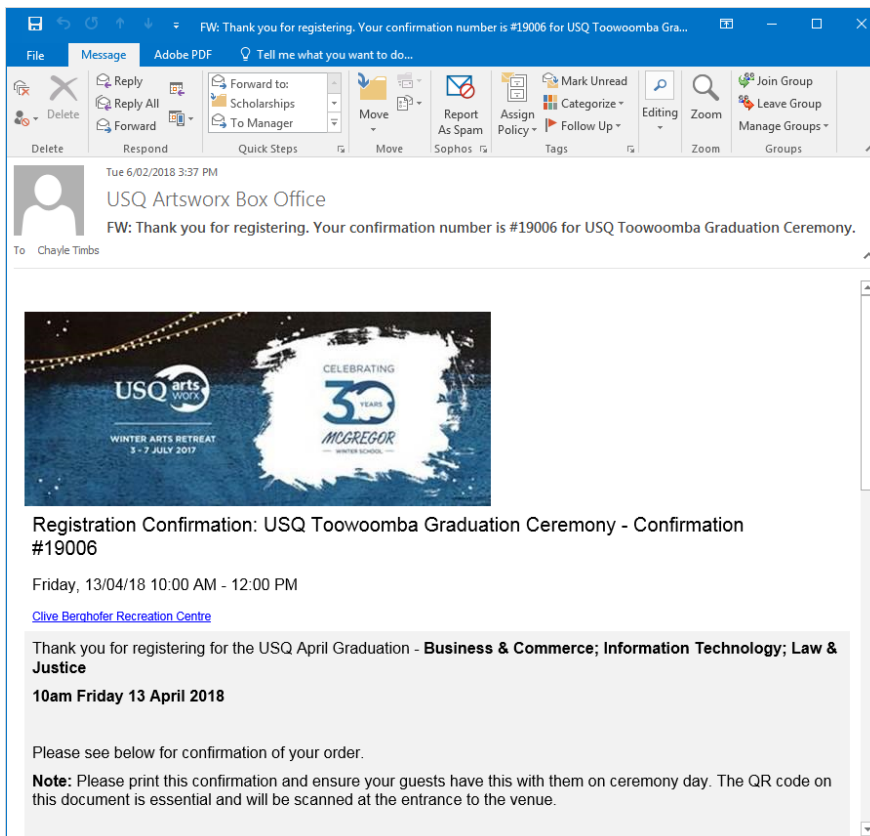 FW: Thank you for registering. Your confirmation number is #19006 for USQ Toowoomba Gra...
File Message Adobe PDF Tell me what you want to do...
Delete
Reply
Reply All
Forward
Forward to:
Scholarships
To Manager
Move
Report As Spam
Assign Policy
Mark Unread
Categorize
Follow Up
Editing
Zoom
Join Group
Leave Group
Manage Groups
Delete Respond Quick Steps Move Sophos Tags Zoom Groups
Tue 6/02/2018 3:37 PM
USQ Artsworx Box Office
FW: Thank you for registering. Your confirmation number is #19006 for USQ Toowoomba Graduation Ceremony.
To Chayle Timbs
USQ arts worx
WINTER ARTS RETREAT
3 - 7 JULY 2017
CELEBRATING
30
YEARS
MCGREGOR
WINTER SCHOOL
Registration Confirmation: USQ Toowoomba Graduation Ceremony - Confirmation
#19006
Friday, 13/04/18 10:00 AM - 12:00 PM
Clive Berghofer Recreation Centre
Thank you for registering for the USQ April Graduation - Business & Commerce; Information Technology; Law &
Justice
10am Friday 13 April 2018
Please see below for confirmation of your order.
Note: Please print this confirmation and ensure your guests have this with them on ceremony day. The QR code on
this document is essential and will be scanned at the entrance to the venue.